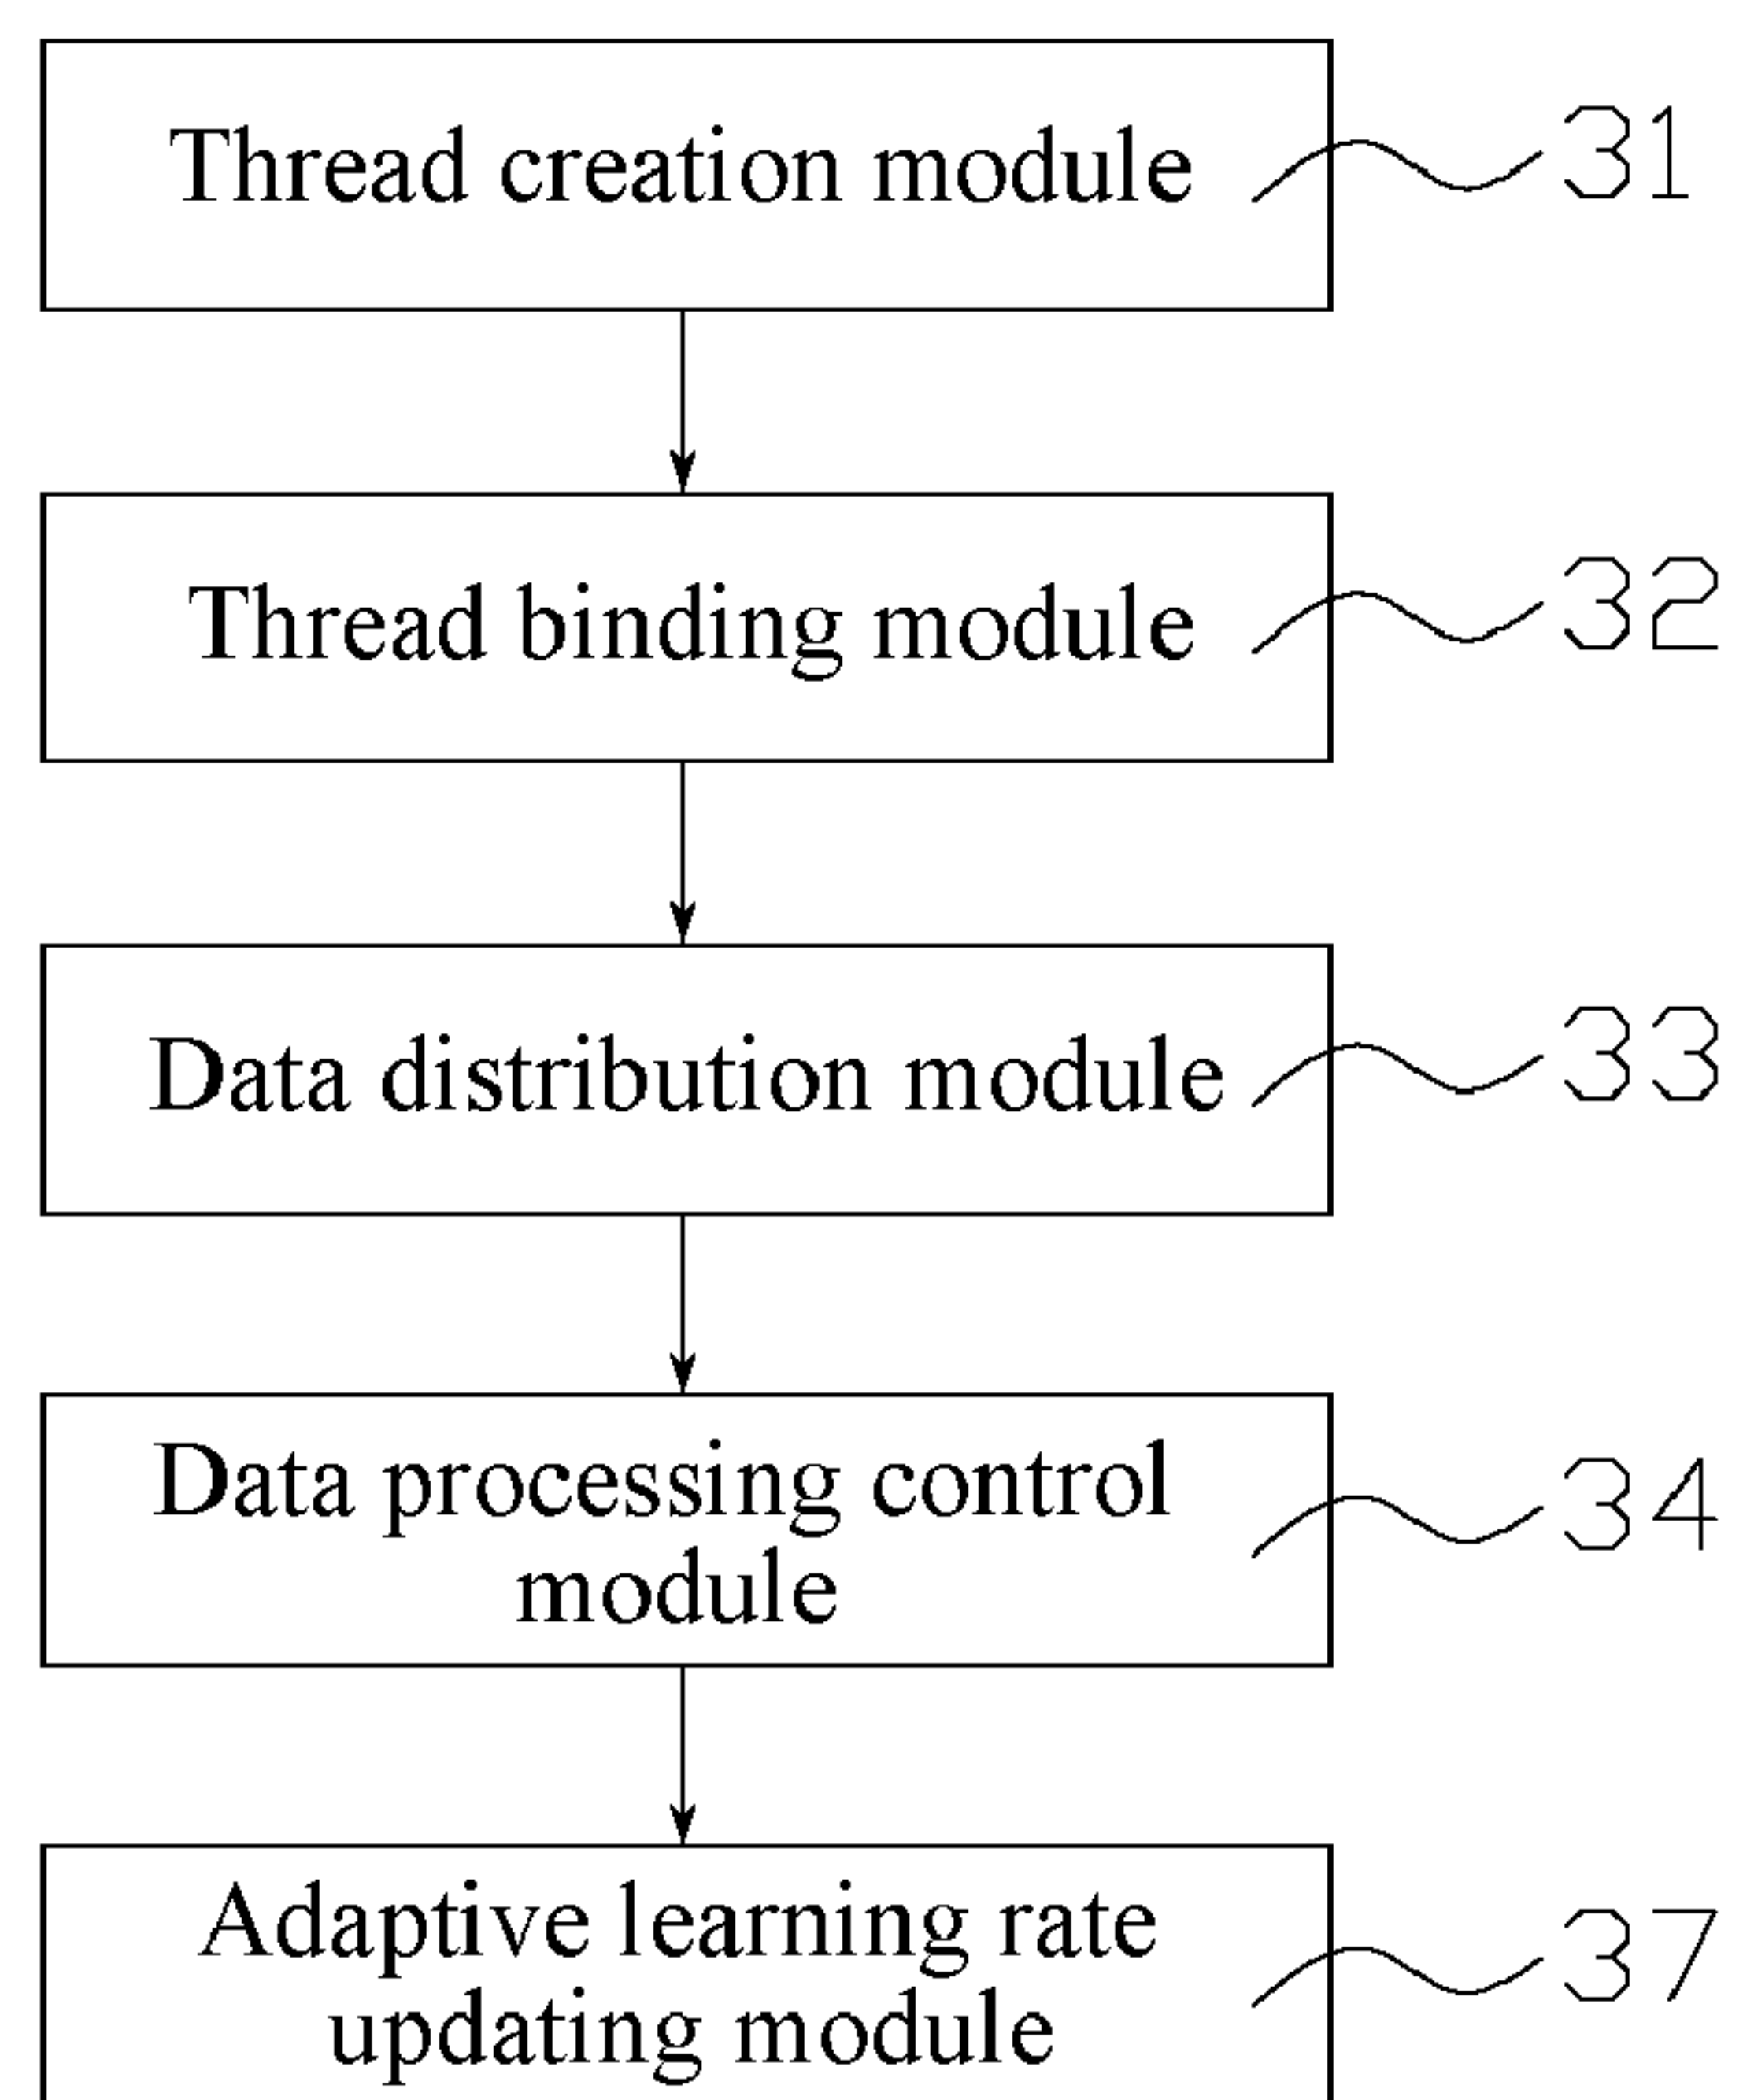 Thread creation module 31
Thread binding module 32
Data distribution module 33
Data processing control
module
34
Adaptive learning rate
updating module
37